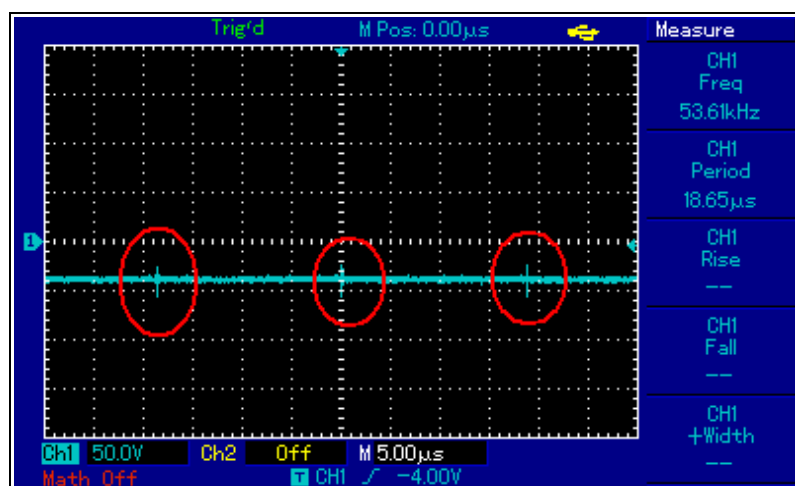 Trig'd M Pos: 0.00μs Measure
CH1
Freq
53.61kHz
CH1
Period
18.65μs
1
CH1
Rise
--
CH1
Fall
--
CH1
+Width
--
Ch1 50.0V Ch2 Off M 5.00μs
Math Off T CH1 -4.00V